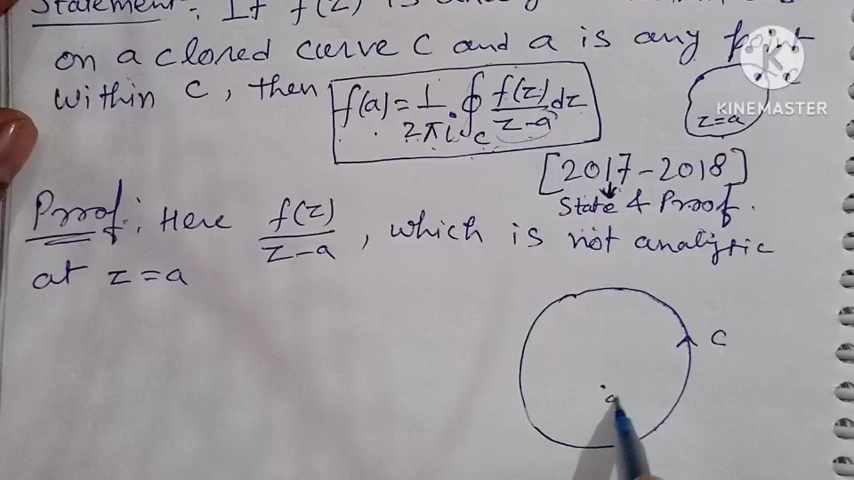 Statement: If f(z) is
on a closed curve C and a is any point
within C, then f(a) = 1/2πi ∮_C f(z)/z-a dz
z=a
C
KINEMASTER
[2017-2018]
State & Proof.
Proof: Here f(z)/z-a, which is not analytic
at z=a
C
a